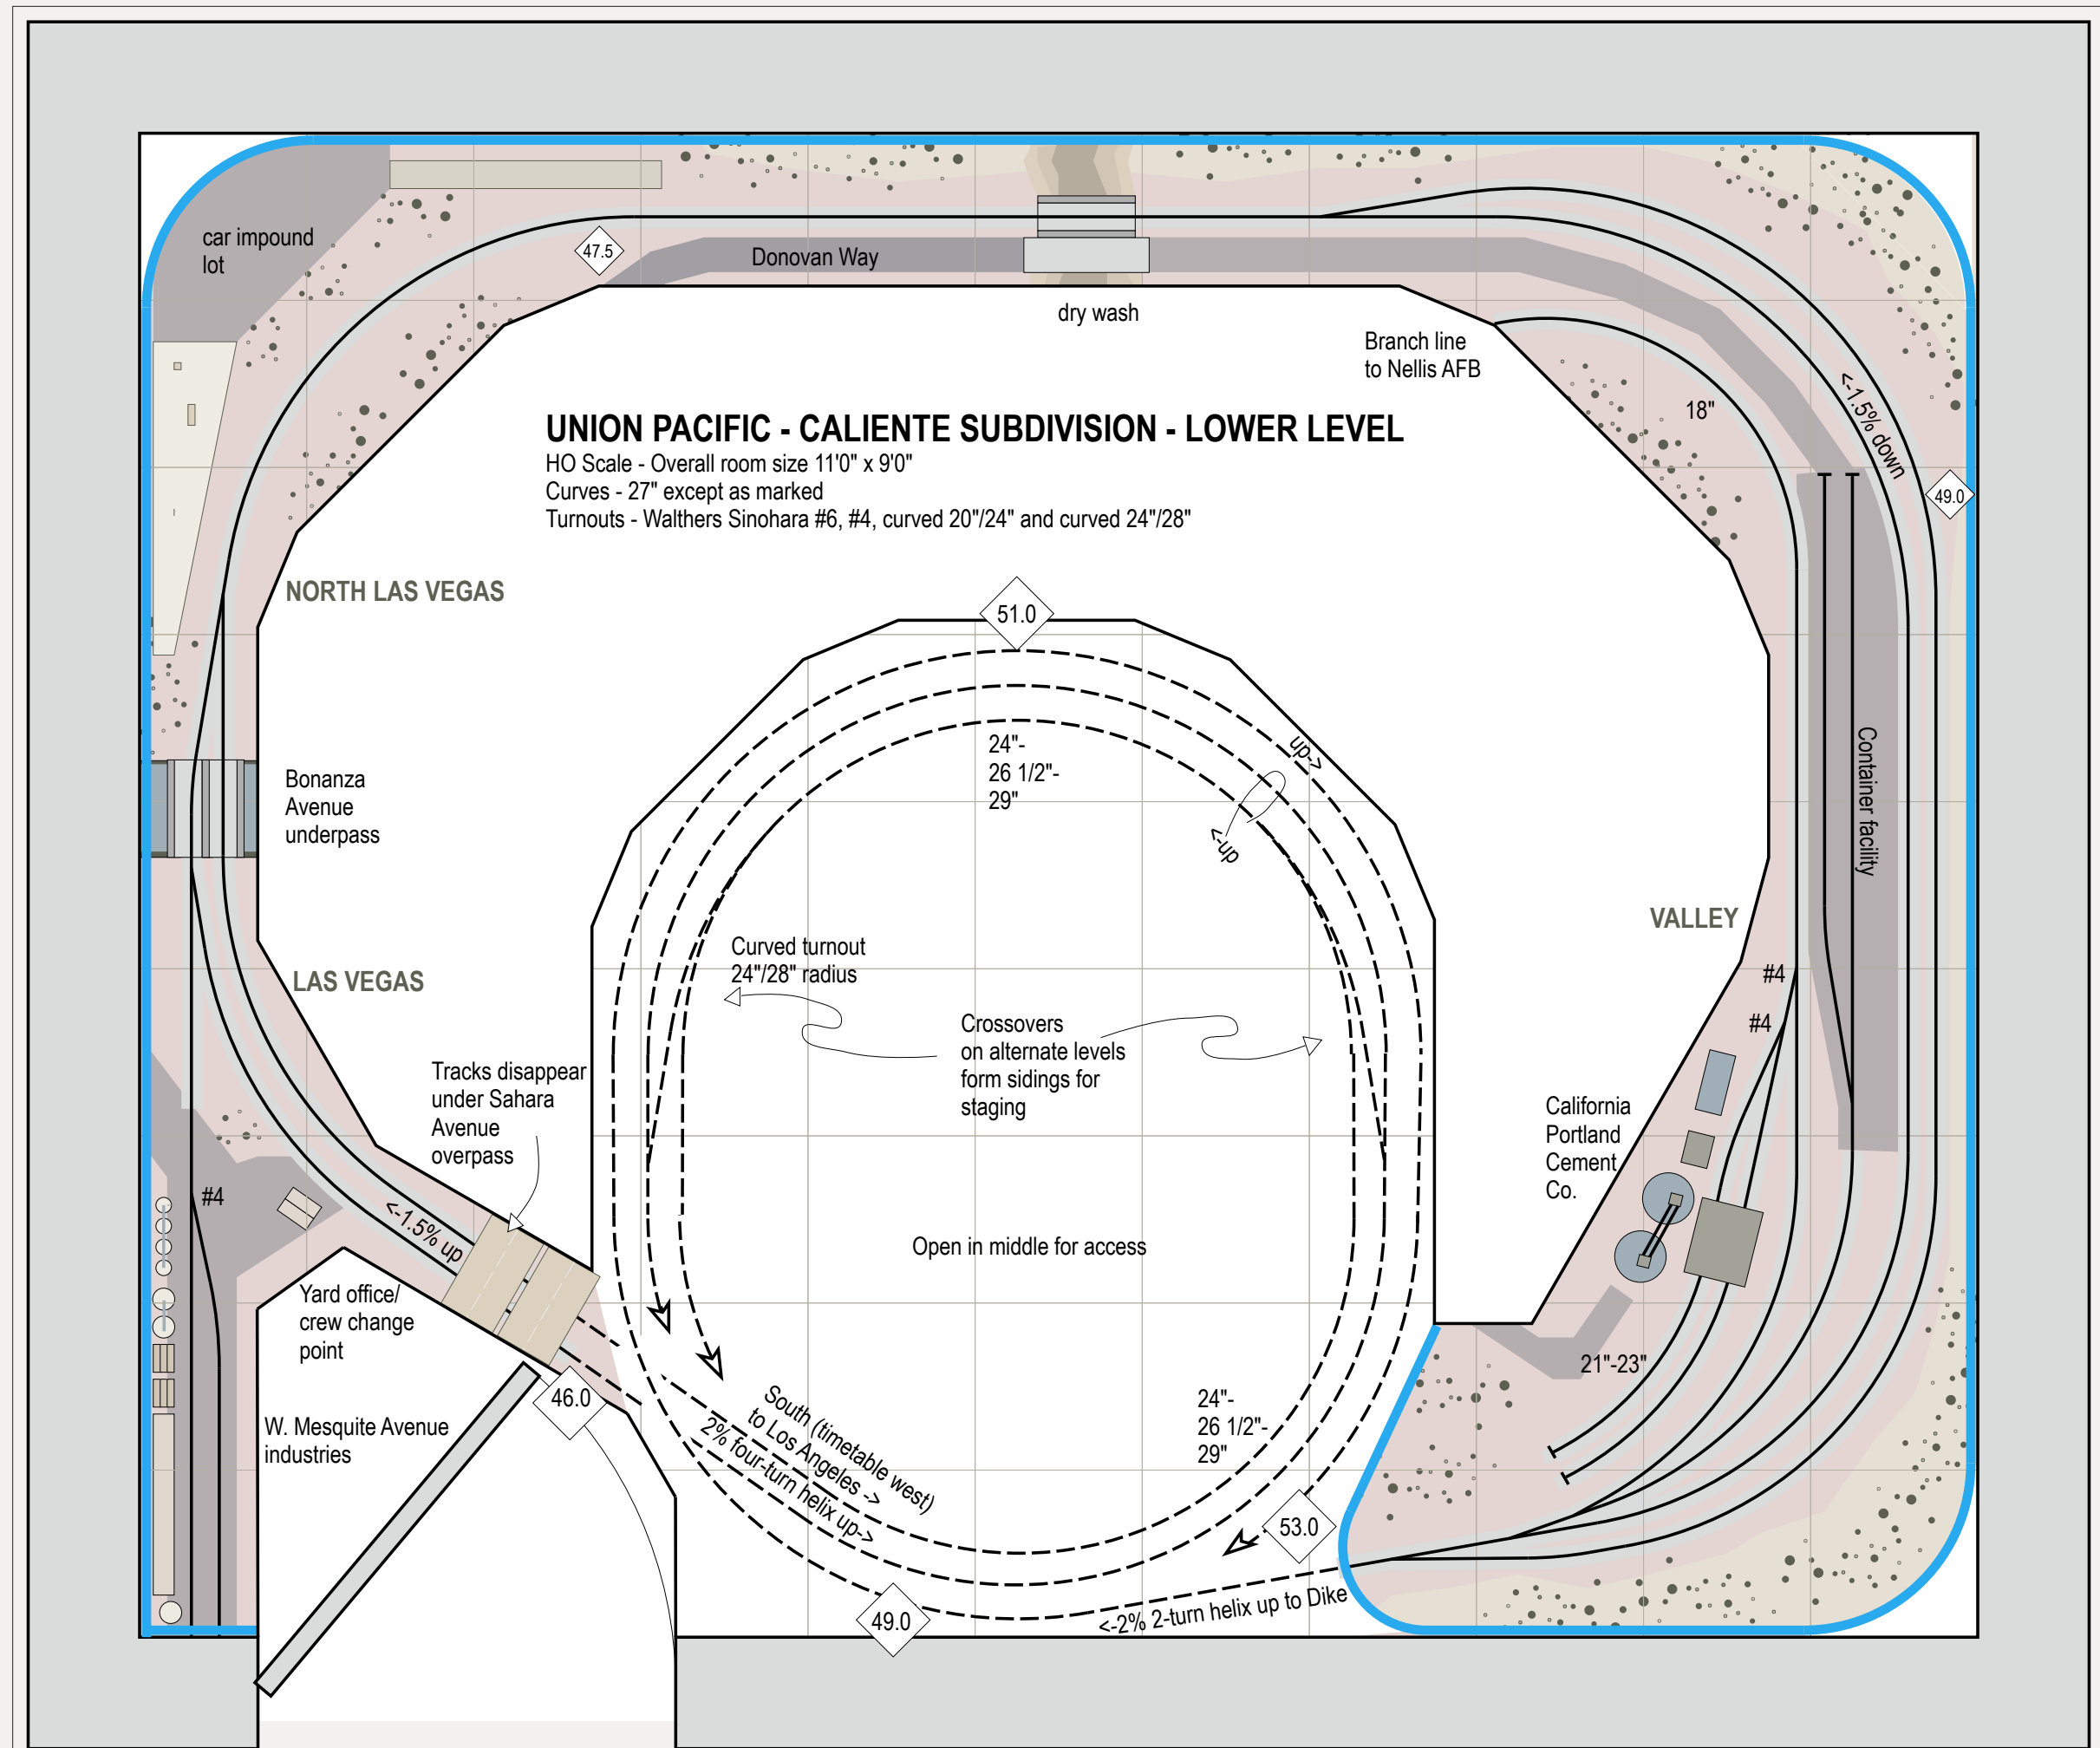 car impound
lot
47.5
Donovan Way
dry wash
Branch line
to Nellis AFB
18"
<-1.5% down
49.0
UNION PACIFIC - CALIENTE SUBDIVISION - LOWER LEVEL
HO Scale - Overall room size 11'0" x 9'0"
Curves - 27" except as marked
Turnouts - Walthers Sinohara #6, #4, curved 20"/24" and curved 24"/28"
NORTH LAS VEGAS
51.0
24"-
26 1/2"-
29"
up->
<-up
Container facility
Bonanza
Avenue
underpass
VALLEY
Curved turnout
24"/28" radius
LAS VEGAS
#4
#4
Crossovers
on alternate levels
form sidings for
staging
Tracks disappear
under Sahara
Avenue
overpass
California
Portland
Cement
Co.
#4
<-1.5% up
Open in middle for access
Yard office/
crew change
point
21"-23"
46.0
W. Mesquite Avenue
industries
South (timetable west)
to Los Angeles ->
2% four-turn helix up->
24"-
26 1/2"-
29"
53.0
49.0
<-2% 2-turn helix up to Dike